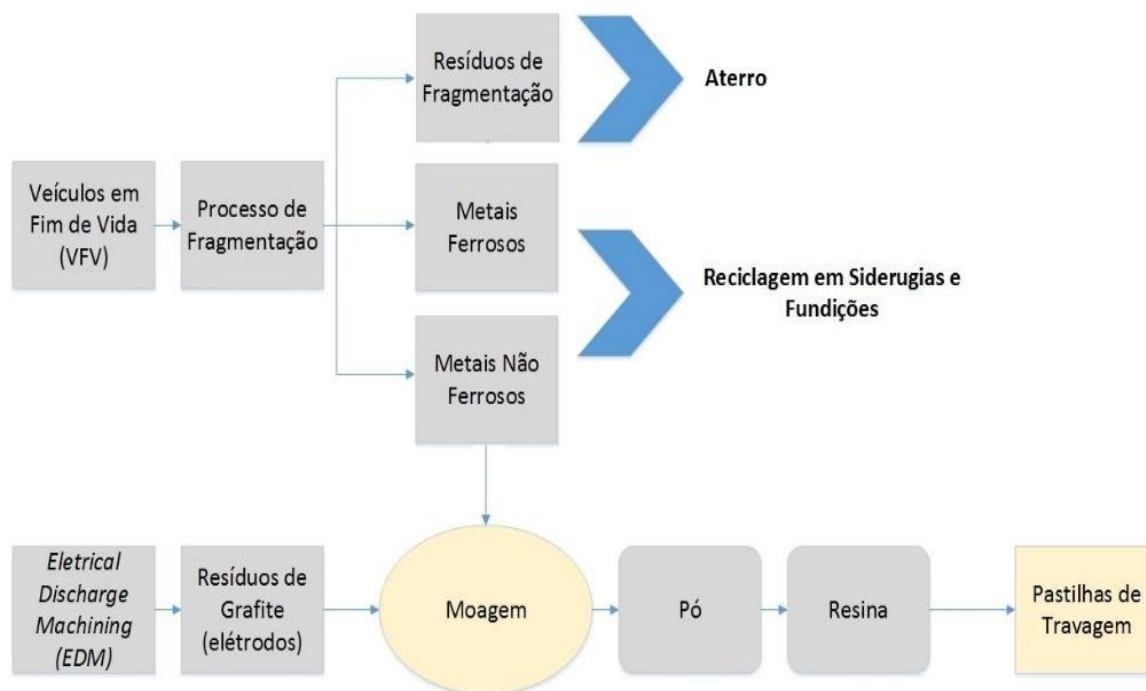 Resíduos de
Fragmentação
Aterro
Veículos em
Fim de Vida
(VFV)
Processo de
Fragmentação
Metais
Ferrosos
Reciclagem em Siderugias e
Fundições
Metais Não
Ferrosos
Eletrical
Discharge
Machining
(EDM)
Resíduos de
Grafite
(elétrodos)
Moagem
Pó
Resina
Pastilhas de
Travagem